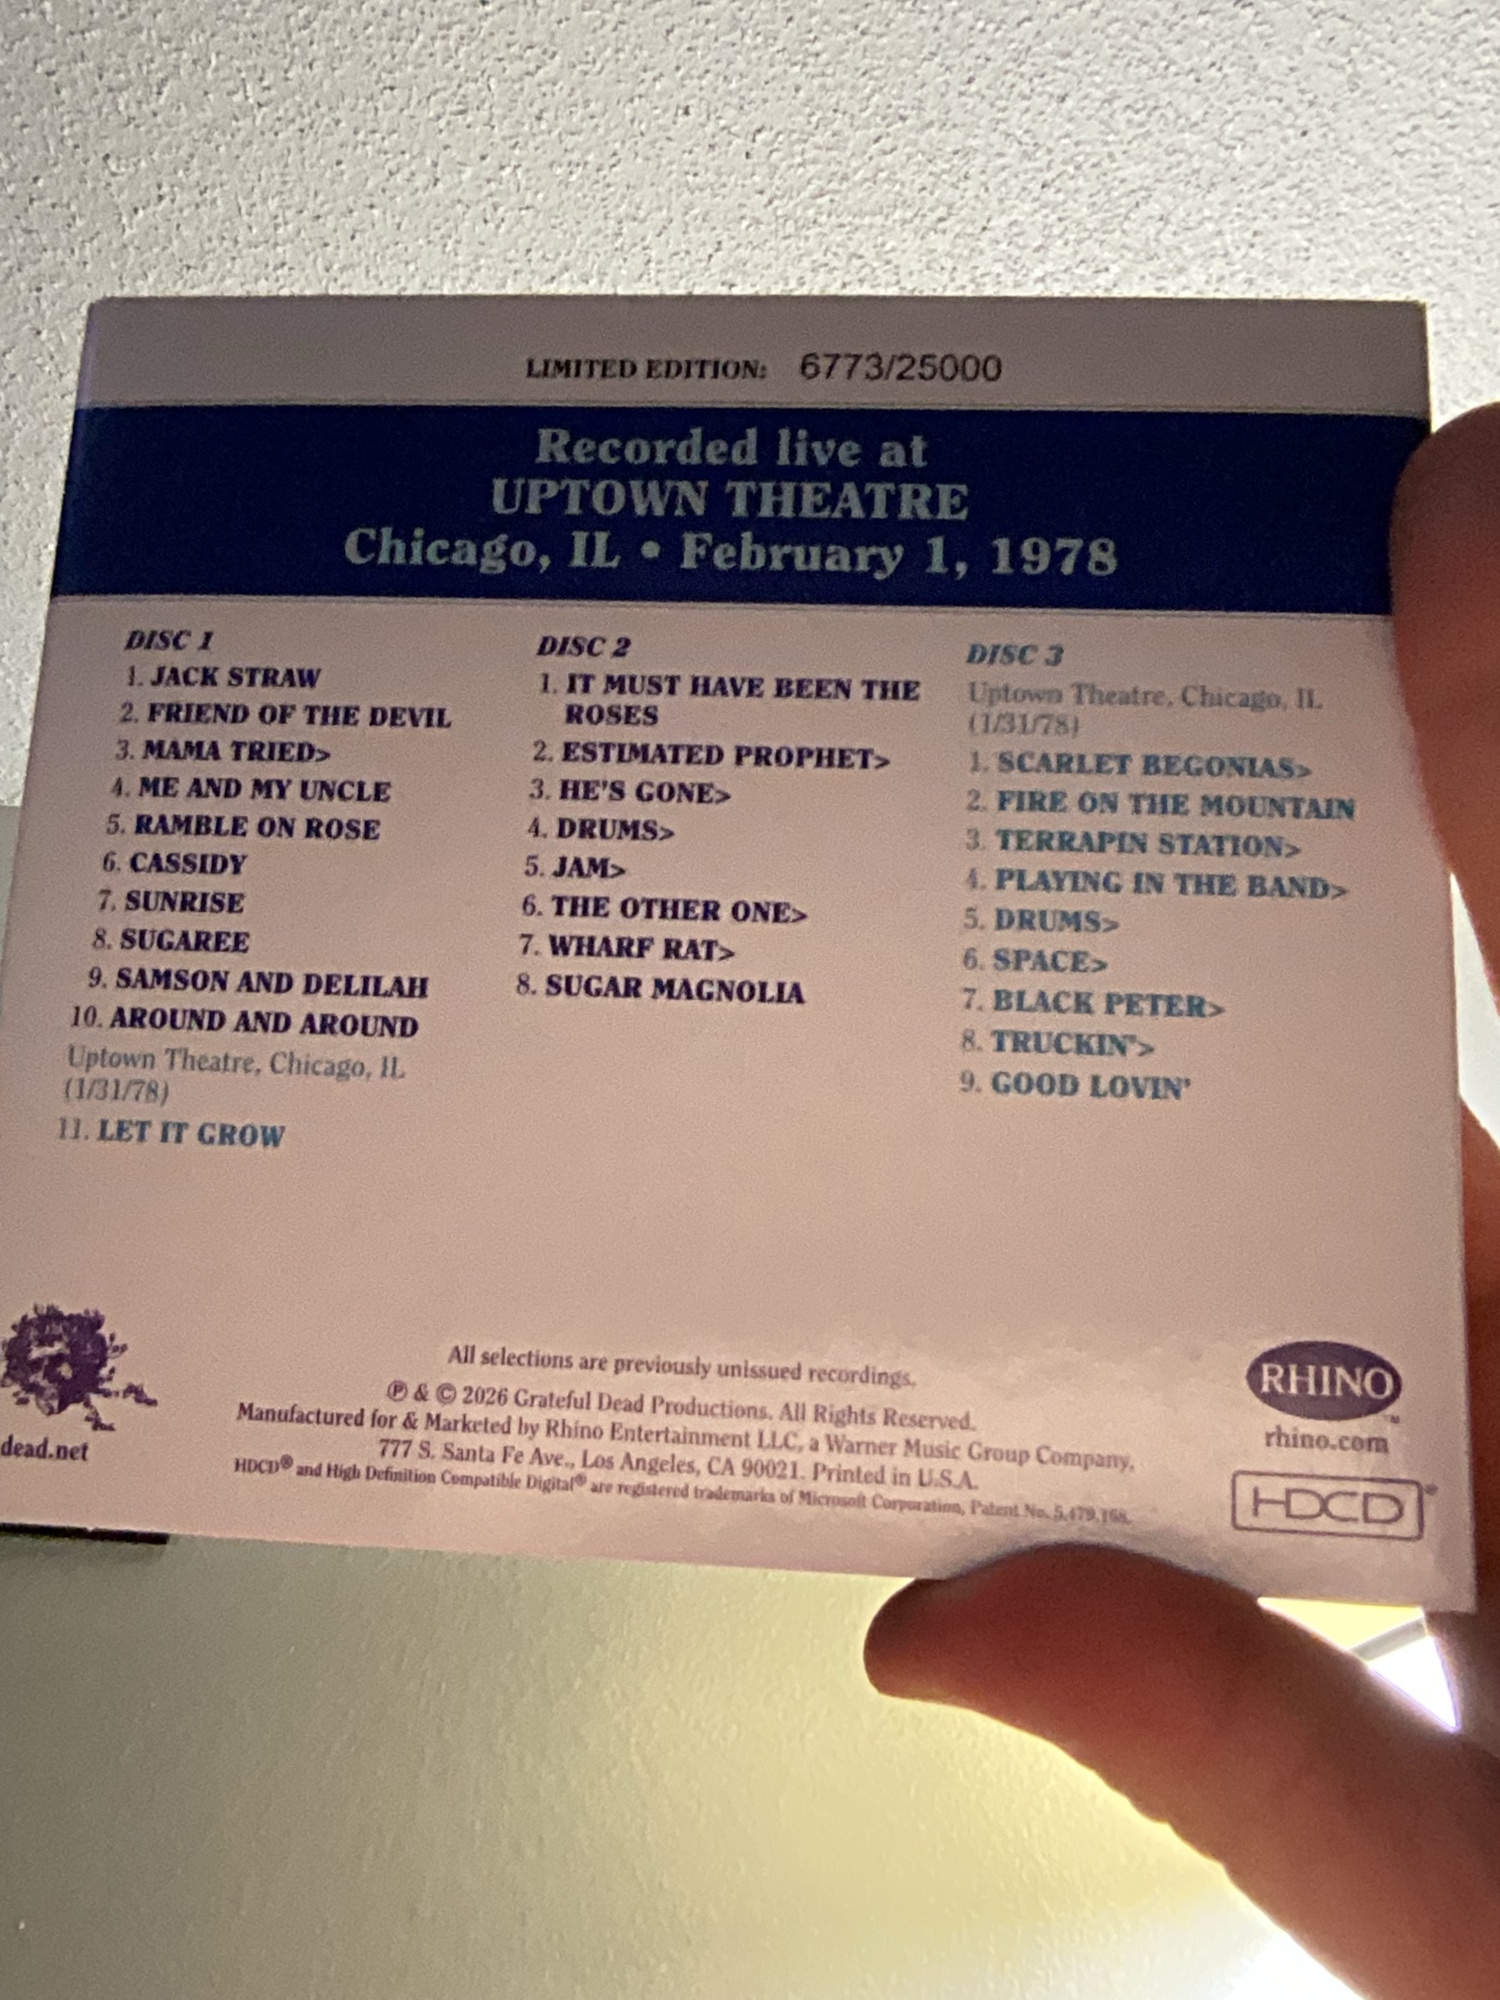 LIMITED EDITION: 6773/25000
Recorded live at
UPTOWN THEATRE
Chicago, IL • February 1, 1978
DISC 1
1. JACK STRAW
2. FRIEND OF THE DEVIL
3. MAMA TRIED>
4. ME AND MY UNCLE
5. RAMBLE ON ROSE
6. CASSIDY
7. SUNRISE
8. SUGAREE
9. SAMSON AND DELILAH
10. AROUND AND AROUND
Uptown Theatre, Chicago, IL
(1/31/78)
11. LET IT GROW
DISC 2
1. IT MUST HAVE BEEN THE
ROSES
2. ESTIMATED PROPHET>
3. HE'S GONE>
4. DRUMS>
5. JAM>
6. THE OTHER ONE>
7. WHARF RAT>
8. SUGAR MAGNOLIA
DISC 3
Uptown Theatre, Chicago, IL
(1/31/78)
1. SCARLET BEGONIAS>
2. FIRE ON THE MOUNTAIN
3. TERRAPIN STATION>
4. PLAYING IN THE BAND>
5. DRUMS>
6. SPACE>
7. BLACK PETER>
8. TRUCKIN'>
9. GOOD LOVIN'
dead.net
All selections are previously unissued recordings.
℗ & © 2026 Grateful Dead Productions. All Rights Reserved.
Manufactured for & Marketed by Rhino Entertainment LLC, a Warner Music Group Company,
777 S. Santa Fe Ave., Los Angeles, CA 90021. Printed in U.S.A.
HDCD® and High Definition Compatible Digital® are registered trademarks of Microsoft Corporation, Patent No. 5,479,168.
RHINO™
rhino.com
HDCD®